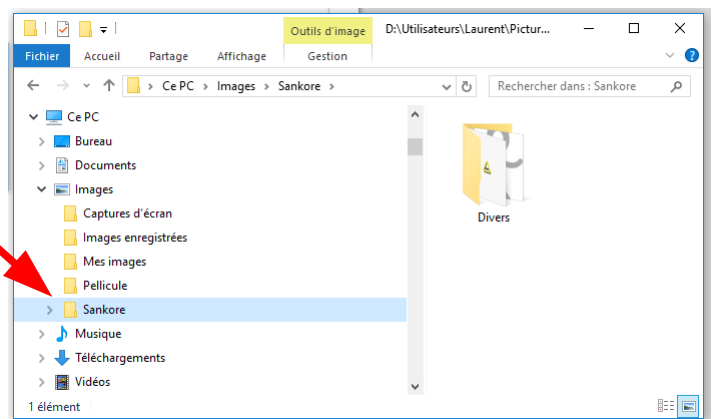 Outils d'image
D:\Utilisateurs\Laurent\Pictur...
Fichier
Accueil
Partage
Affichage
Gestion
Ce PC
Images
Sankore
Rechercher dans : Sankore
Ce PC
Bureau
Documents
Images
Captures d'écran
Images enregistrées
Mes images
Pellicule
Sankore
Musique
Téléchargements
Vidéos
Divers
1 élément